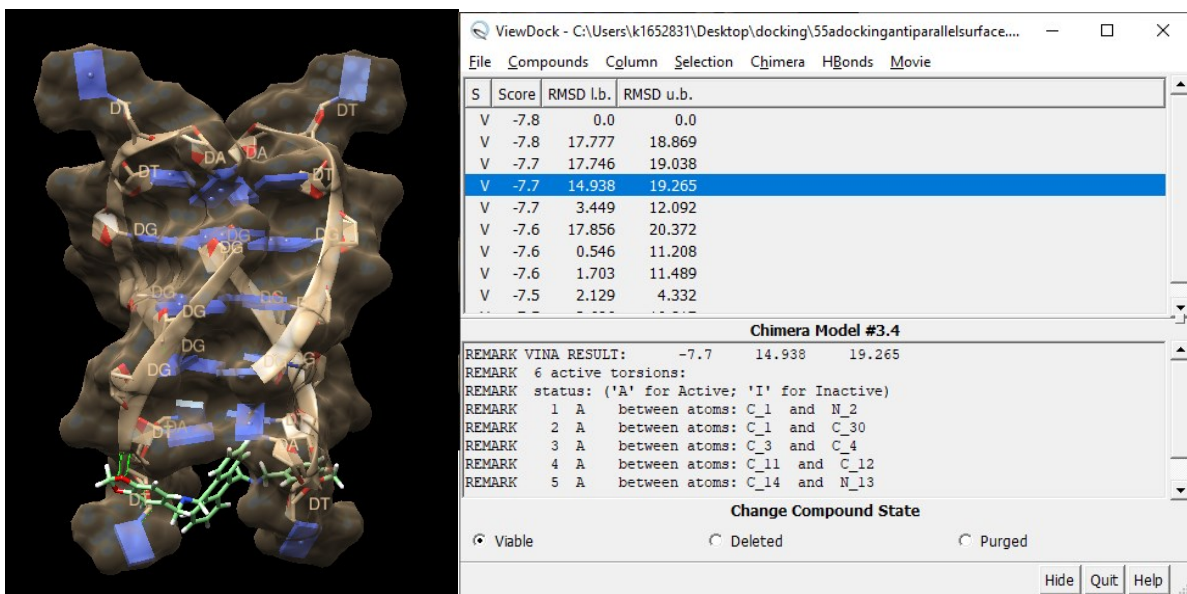 DT
DT
DA
DA
DT
DT
DG
DG
DG
DG
DG
DG
DG
DG
DG
DG
DA
DT
DA
DT
DT
ViewDock - C:\Users\k1652831\Desktop\docking\55adockingantiparallelsurface....
File Compounds Column Selection Chimera HBonds Movie
S Score RMSD l.b. RMSD u.b.
V -7.8 0.0 0.0
V -7.8 17.777 18.869
V -7.7 17.746 19.038
V -7.7 14.938 19.265
V -7.7 3.449 12.092
V -7.6 17.856 20.372
V -7.6 0.546 11.208
V -7.6 1.703 11.489
V -7.5 2.129 4.332
Chimera Model #3.4
REMARK VINA RESULT: -7.7 14.938 19.265
REMARK 6 active torsions:
REMARK status: ('A' for Active; 'I' for Inactive)
REMARK 1 A between atoms: C_1 and N_2
REMARK 2 A between atoms: C_1 and C_30
REMARK 3 A between atoms: C_3 and C_4
REMARK 4 A between atoms: C_11 and C_12
REMARK 5 A between atoms: C_14 and N_13
Change Compound State
Viable Deleted Purged
Hide Quit Help